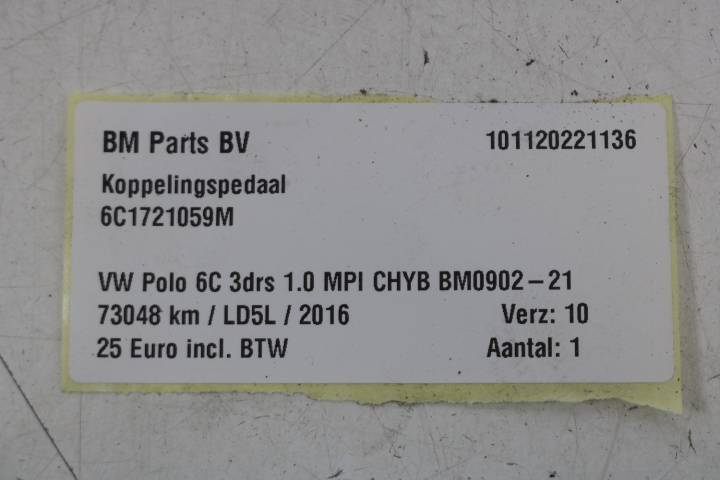 BM Parts BV 101120221136
Koppelingspedaal
6C1721059M
VW Polo 6C 3drs 1.0 MPI CHYB BM0902-21
73048 km / LD5L / 2016 Verz: 10
25 Euro incl. BTW Aantal: 1